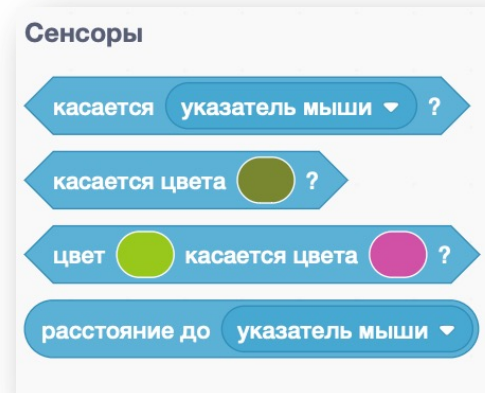 Сенсоры
касается указатель мыши ?
касается цвета ?
цвет касается цвета ?
расстояние до указатель мыши